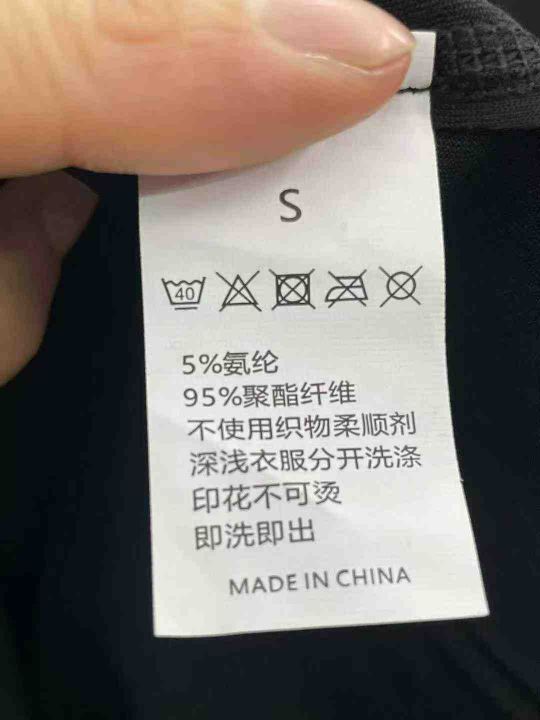 S
40
5%氨纶
95%聚酯纤维
不使用织物柔顺剂
深浅衣服分开洗涤
印花不可烫
即洗即出
MADE IN CHINA